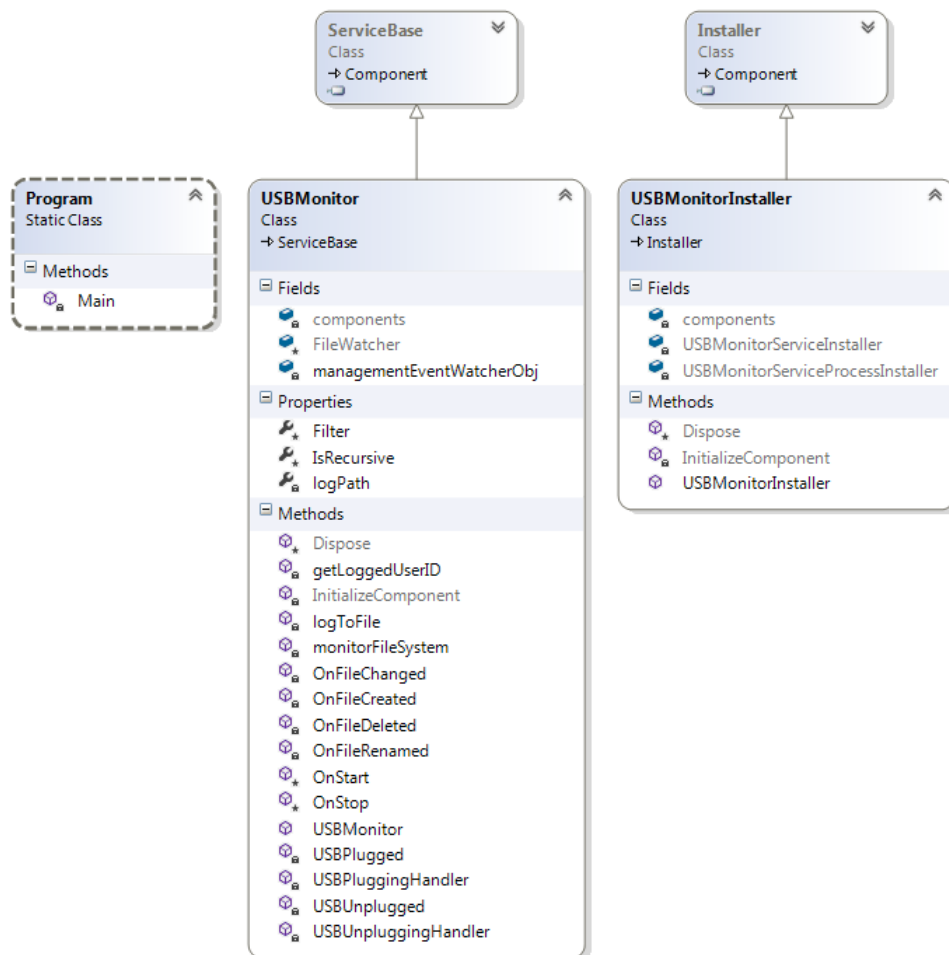 ServiceBase
Class
Component
Installer
Class
Component
Program
Static Class
Methods
Main
USBMonitor
Class
ServiceBase
Fields
components
FileWatcher
managementEventWatcherObj
Properties
Filter
IsRecursive
logPath
Methods
Dispose
getLoggedUserID
InitializeComponent
logToFile
monitorFileSystem
OnFileChanged
OnFileCreated
OnFileDeleted
OnFileRenamed
OnStart
OnStop
USBMonitor
USBPlugged
USBPluggingHandler
USBUnplugged
USBUnpluggingHandler
USBMonitorInstaller
Class
Installer
Fields
components
USBMonitorServiceInstaller
USBMonitorServiceProcessInstaller
Methods
Dispose
InitializeComponent
USBMonitorInstaller